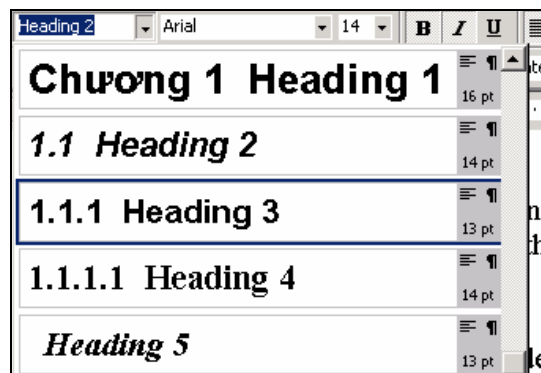 Heading 2 Arial 14 B I U
Chương 1 Heading 1
16 pt
1.1 Heading 2
14 pt
1.1.1 Heading 3
13 pt
1.1.1.1 Heading 4
14 pt
Heading 5
13 pt